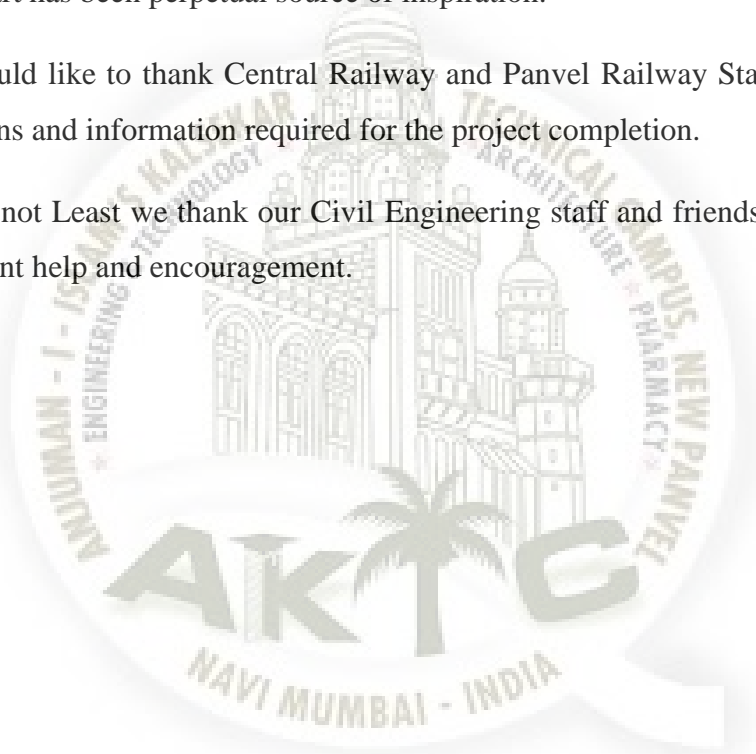 rt has been perpetual source of inspiration.
uld like to thank Central Railway and Panvel Railway Sta
ns and information required for the project completion.
not Least we thank our Civil Engineering staff and friends
nt help and encouragement.
ANJUMAN - I - ISLAM'S KALSEKAR TECHNICAL CAMPUS, NEW PANVEL
ENGINEERING TECHNOLOGY ARCHITECTURE PHARMACY
AKTC
NAVI MUMBAI - INDIA